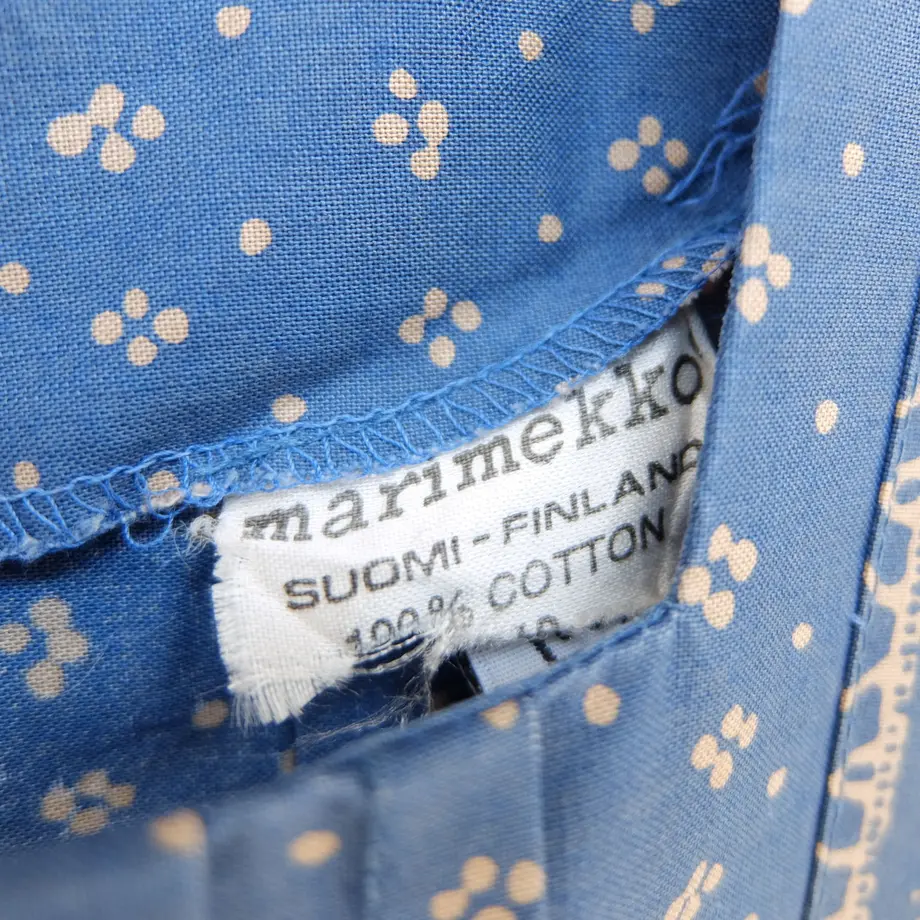 marimekko
SUOMI - FINLAND
100% COTTON